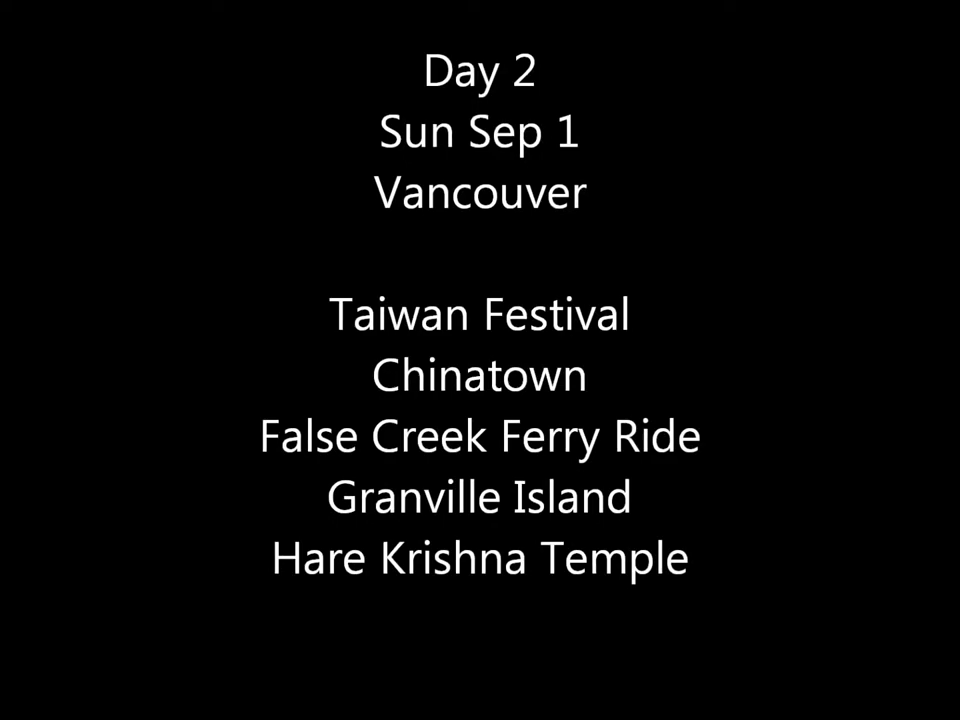 Day 2
Sun Sep 1
Vancouver
Taiwan Festival
Chinatown
False Creek Ferry Ride
Granville Island
Hare Krishna Temple